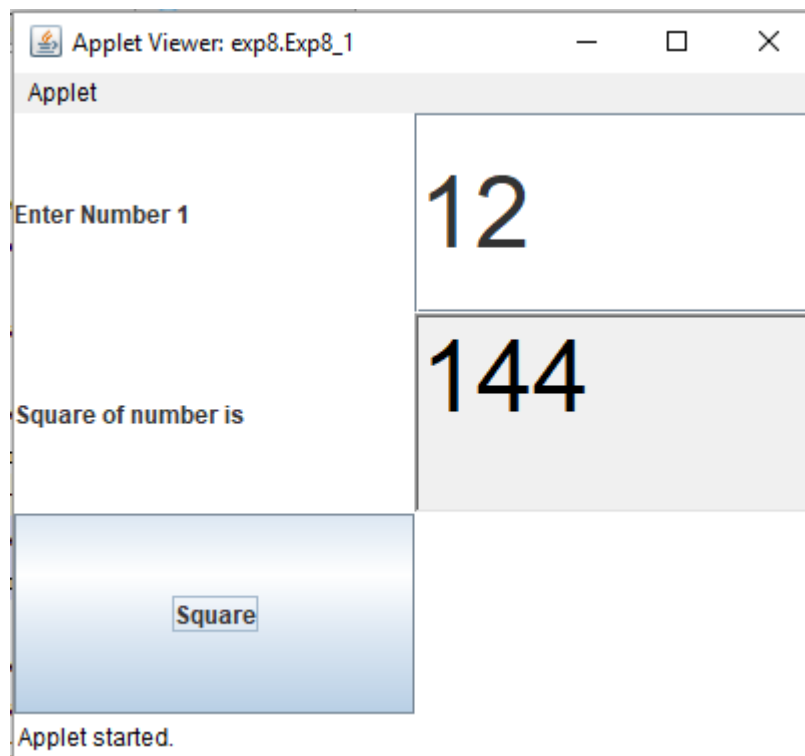 Applet Viewer: exp8.Exp8_1
Applet
Enter Number 1
12
Square of number is
144
Square
Applet started.